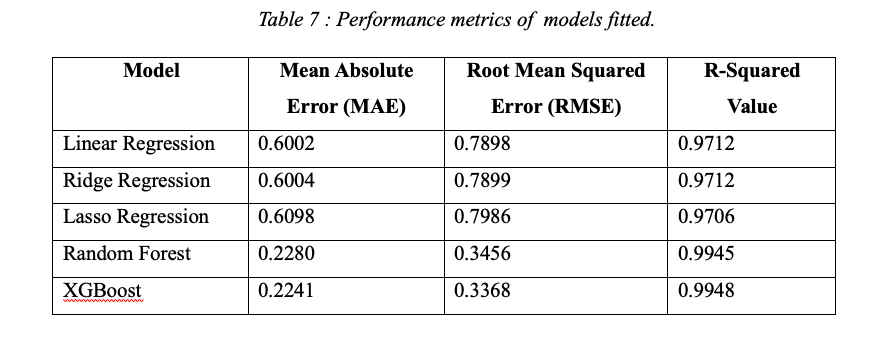 Table 7 : Performance metrics of models fitted.
Model Mean Absolute Error (MAE) Root Mean Squared Error (RMSE) R-Squared Value
Linear Regression 0.6002 0.7898 0.9712
Ridge Regression 0.6004 0.7899 0.9712
Lasso Regression 0.6098 0.7986 0.9706
Random Forest 0.2280 0.3456 0.9945
XGBoost 0.2241 0.3368 0.9948